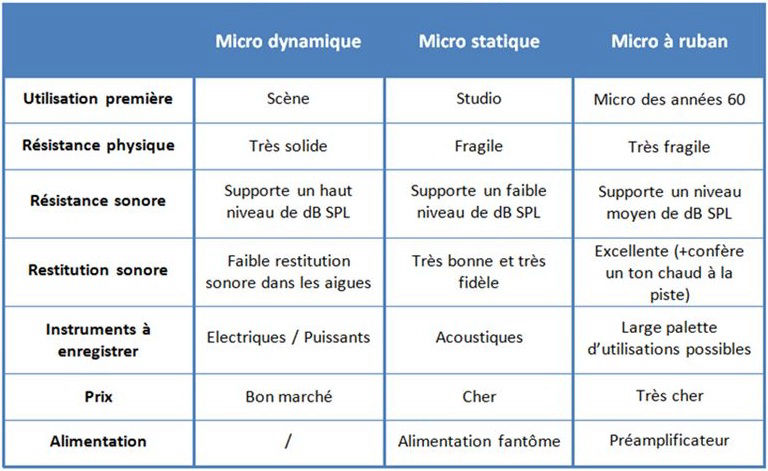 Micro dynamique Micro statique Micro à ruban
Utilisation première Scène Studio Micro des années 60
Résistance physique Très solide Fragile Très fragile
Résistance sonore Supporte un haut niveau de dB SPL Supporte un faible niveau de dB SPL Supporte un niveau moyen de dB SPL
Restitution sonore Faible restitution sonore dans les aigues Très bonne et très fidèle Excellente (+confère un ton chaud à la piste)
Instruments à enregistrer Electriques / Puissants Acoustiques Large palette d'utilisations possibles
Prix Bon marché Cher Très cher
Alimentation / Alimentation fantôme Préamplificateur